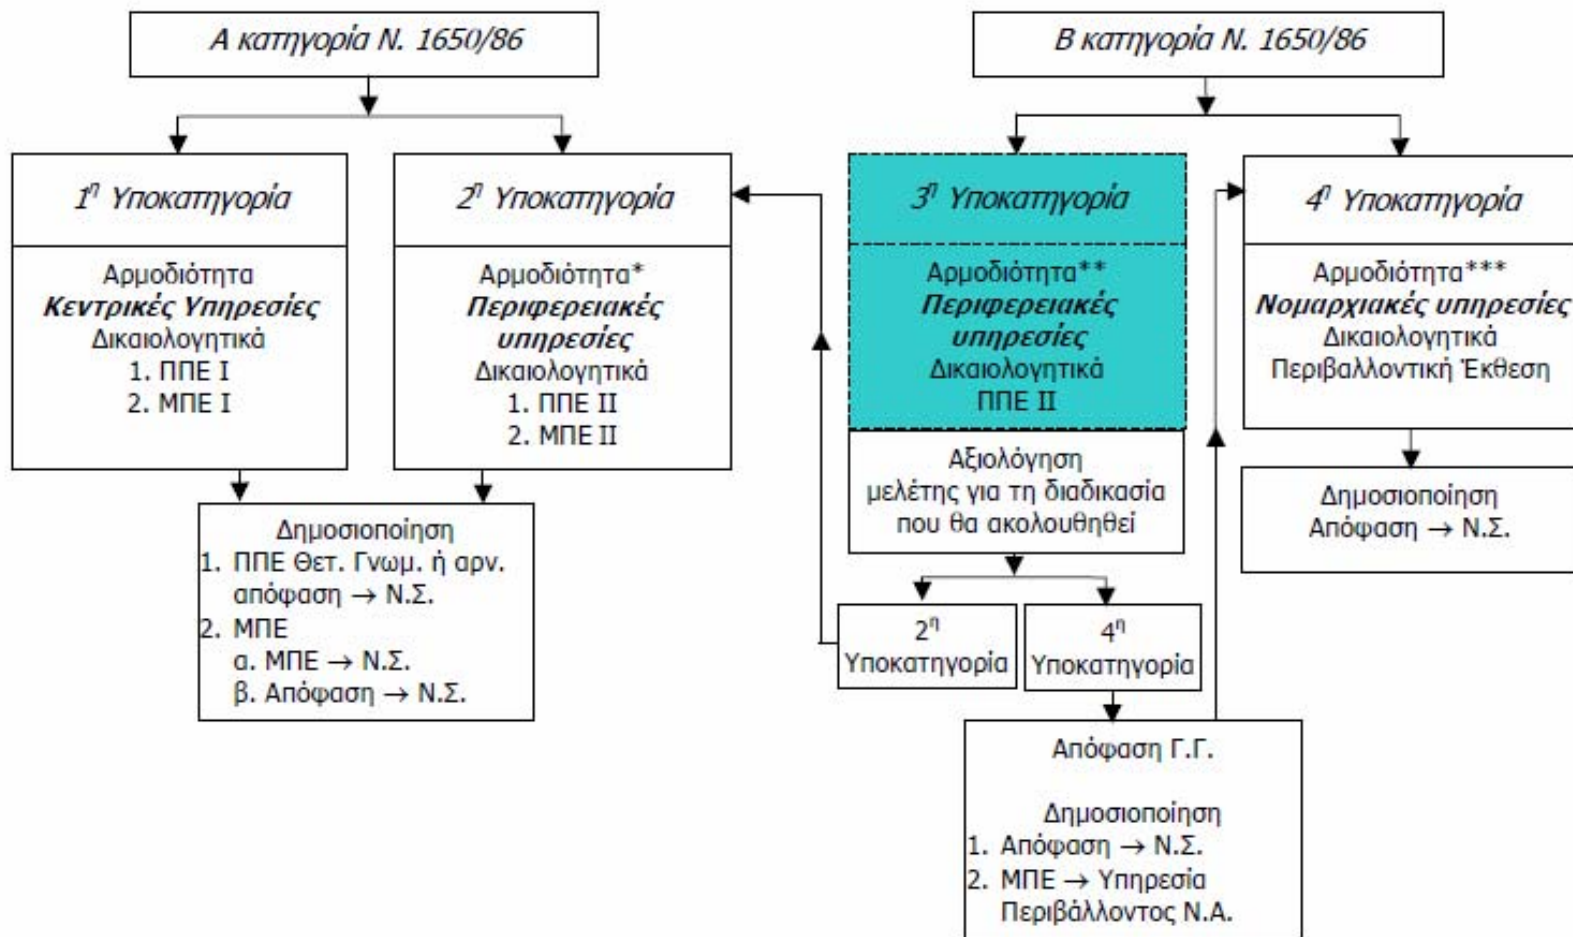 Α κατηγορία Ν. 1650/86
Β κατηγορία Ν. 1650/86
1η Υποκατηγορία
Αρμοδιότητα
Κεντρικές Υπηρεσίες
Δικαιολογητικά
1. ΠΠΕ Ι
2. ΜΠΕ Ι
2η Υποκατηγορία
Αρμοδιότητα*
Περιφερειακές
υπηρεσίες
Δικαιολογητικά
1. ΠΠΕ ΙΙ
2. ΜΠΕ ΙΙ
Δημοσιοποίηση
1. ΠΠΕ Θετ. Γνωμ. ή αρν.
απόφαση → Ν.Σ.
2. ΜΠΕ
α. ΜΠΕ → Ν.Σ.
β. Απόφαση → Ν.Σ.
3η Υποκατηγορία
Αρμοδιότητα**
Περιφερειακές
υπηρεσίες
Δικαιολογητικά
ΠΠΕ ΙΙ
Αξιολόγηση
μελέτης για τη διαδικασία
που θα ακολουθηθεί
2η
Υποκατηγορία
4η
Υποκατηγορία
Απόφαση Γ.Γ.
Δημοσιοποίηση
1. Απόφαση → Ν.Σ.
2. ΜΠΕ → Υπηρεσία
Περιβάλλοντος Ν.Α.
4η Υποκατηγορία
Αρμοδιότητα***
Νομαρχιακές υπηρεσίες
Δικαιολογητικά
Περιβαλλοντική Έκθεση
Δημοσιοποίηση
Απόφαση → Ν.Σ.